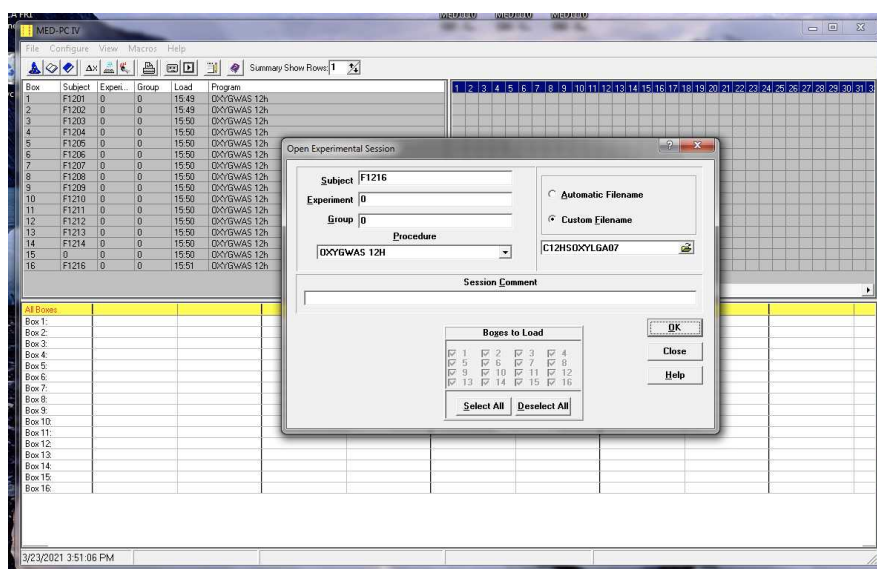 MED-PC IV
File Configure View Macros Help
Summary Show Rows: 1
Box Subject Experi... Group Load Program
1 F1201 0 0 15:49 OXYGWAS 12h
2 F1202 0 0 15:49 OXYGWAS 12h
3 F1203 0 0 15:50 OXYGWAS 12h
4 F1204 0 0 15:50 OXYGWAS 12h
5 F1205 0 0 15:50 OXYGWAS 12h
6 F1206 0 0 15:50 OXYGWAS 12h
7 F1207 0 0 15:50 OXYGWAS 12h
8 F1208 0 0 15:50 OXYGWAS 12h
9 F1209 0 0 15:50 OXYGWAS 12h
10 F1210 0 0 15:50 OXYGWAS 12h
11 F1211 0 0 15:50 OXYGWAS 12h
12 F1212 0 0 15:50 OXYGWAS 12h
13 F1213 0 0 15:50 OXYGWAS 12h
14 F1214 0 0 15:50 OXYGWAS 12h
15 0 0 0 15:50 OXYGWAS 12h
16 F1216 0 0 15:51 OXYGWAS 12h
1 2 3 4 5 6 7 8 9 10 11 12 13 14 15 16 17 18 19 20 21 22 23 24 25 26 27 28 29 30 31
Open Experimental Session
Subject F1216
Experiment 0
Group 0
Procedure
OXYGWAS 12H
Automatic Filename
Custom Filename
C12HSOXYLGA07
Session Comment
Boxes to Load
1 2 3 4
5 6 7 8
9 10 11 12
13 14 15 16
Select All Deselect All
OK
Close
Help
All Boxes:
Box 1:
Box 2:
Box 3:
Box 4:
Box 5:
Box 6:
Box 7:
Box 8:
Box 9:
Box 10:
Box 11:
Box 12:
Box 13:
Box 14:
Box 15:
Box 16:
3/23/2021 3:51:06 PM